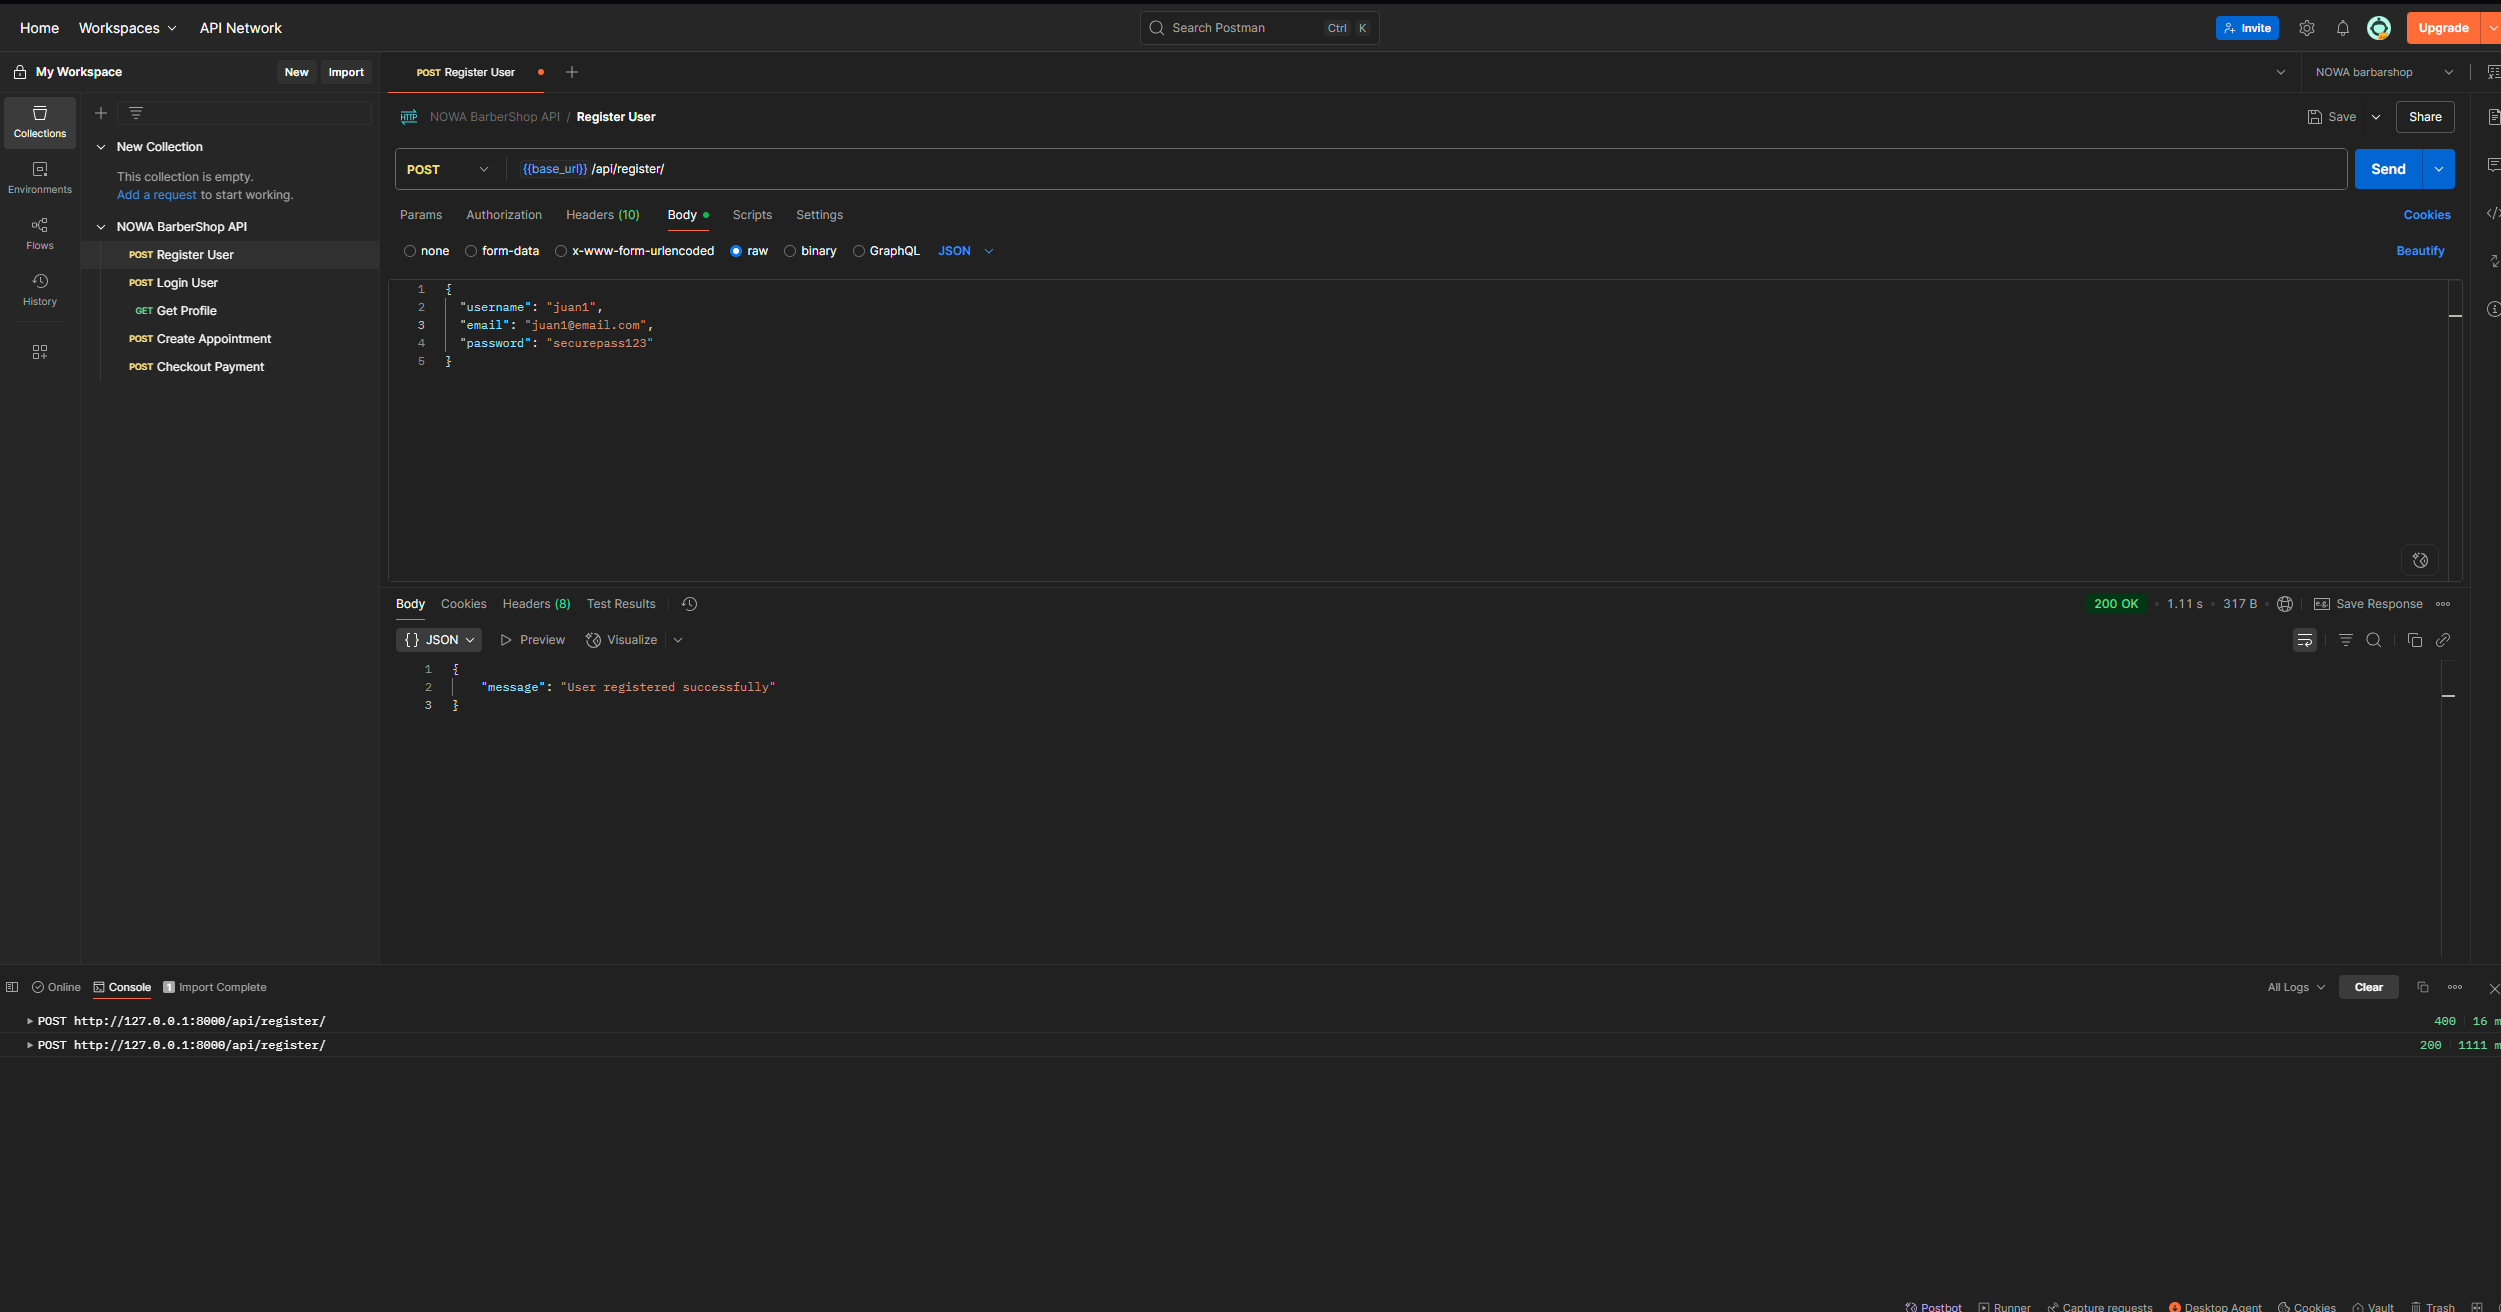 Home Workspaces API Network Search Postman Ctrl K Invite Upgrade
My Workspace New Import POST Register User NOWA barbarshop
Collections
Environments
Flows
History
New Collection
This collection is empty.
Add a request to start working.
NOWA BarberShop API
POST Register User
POST Login User
GET Get Profile
POST Create Appointment
POST Checkout Payment
HTTP NOWA BarberShop API / Register User Save Share
POST {{base_url}} /api/register/ Send
Params Authorization Headers (10) Body Scripts Settings Cookies
none form-data x-www-form-urlencoded raw binary GraphQL JSON Beautify
1 {
2 "username": "juan1",
3 "email": "juan1@email.com",
4 "password": "securepass123"
5 }
Body Cookies Headers (8) Test Results 200 OK • 1.11 s • 317 B • e.g. Save Response
{} JSON Preview Visualize
1 {
2 "message": "User registered successfully"
3 }
Online Console 1 Import Complete All Logs Clear
POST http://127.0.0.1:8000/api/register/ 400 16 m
POST http://127.0.0.1:8000/api/register/ 200 1111 m
Postbot Runner Capture requests Desktop Agent Cookies Vault Trash